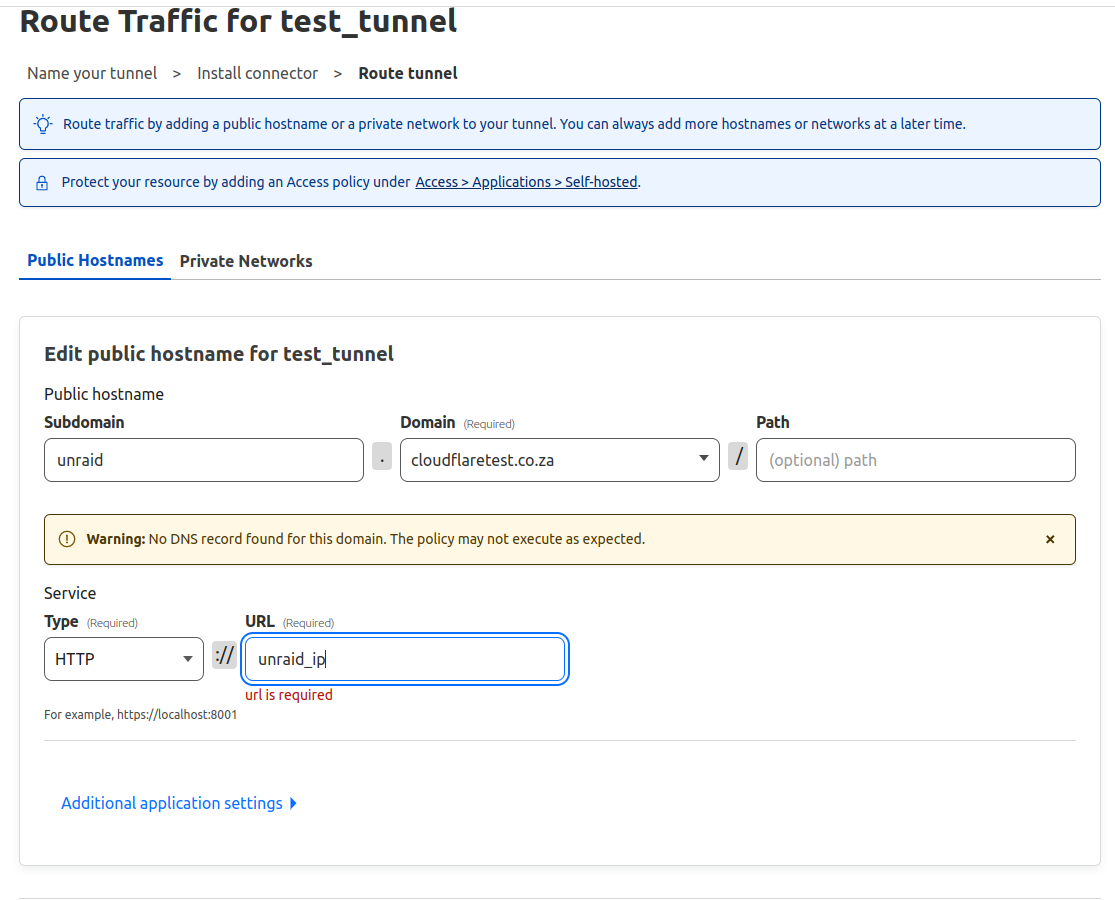 Route Traffic for test_tunnel
Name your tunnel > Install connector > Route tunnel
Route traffic by adding a public hostname or a private network to your tunnel. You can always add more hostnames or networks at a later time.
Protect your resource by adding an Access policy under Access > Applications > Self-hosted.
Public Hostnames Private Networks
Edit public hostname for test_tunnel
Public hostname
Subdomain Domain (Required) Path
unraid . cloudflaretest.co.za / (optional) path
Warning: No DNS record found for this domain. The policy may not execute as expected. ×
Service
Type (Required) URL (Required)
HTTP :// unraid_ip
url is required
For example, https://localhost:8001
Additional application settings